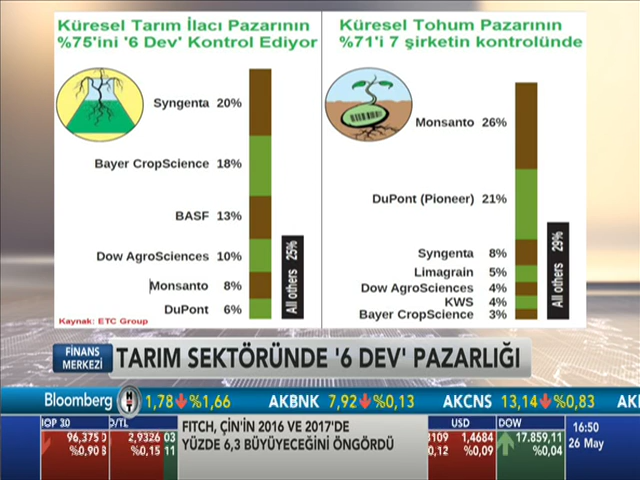 Küresel Tarım İlacı Pazarının
%75'ini '6 Dev' Kontrol Ediyor
Syngenta 20%
Bayer CropScience 18%
BASF 13%
Dow AgroSciences 10%
Monsanto 8%
DuPont 6%
All others 25%
Kaynak: ETC Group
Küresel Tohum Pazarının
%71'i 7 şirketin kontrolünde
Monsanto 26%
DuPont (Pioneer) 21%
Syngenta 8%
Limagrain 5%
Dow AgroSciences 4%
KWS 4%
Bayer CropScience 3%
All others 29%
FİNANS
MERKEZİ
TARIM SEKTÖRÜNDE '6 DEV' PAZARLIĞI
Bloomberg HT 1,78 %1,66 AKBNK 7,92 %0,13 AKCNS 13,14 %0,83
96,375 %0,90
2,9326 %0,15
FITCH, ÇİN'İN 2016 VE 2017'DE
YÜZDE 6,3 BÜYÜYECEĞİNİ ÖNGÖRDÜ
USD
1,4684
%0,09
DOW
17.859,11
%0,04
16:50
26 May